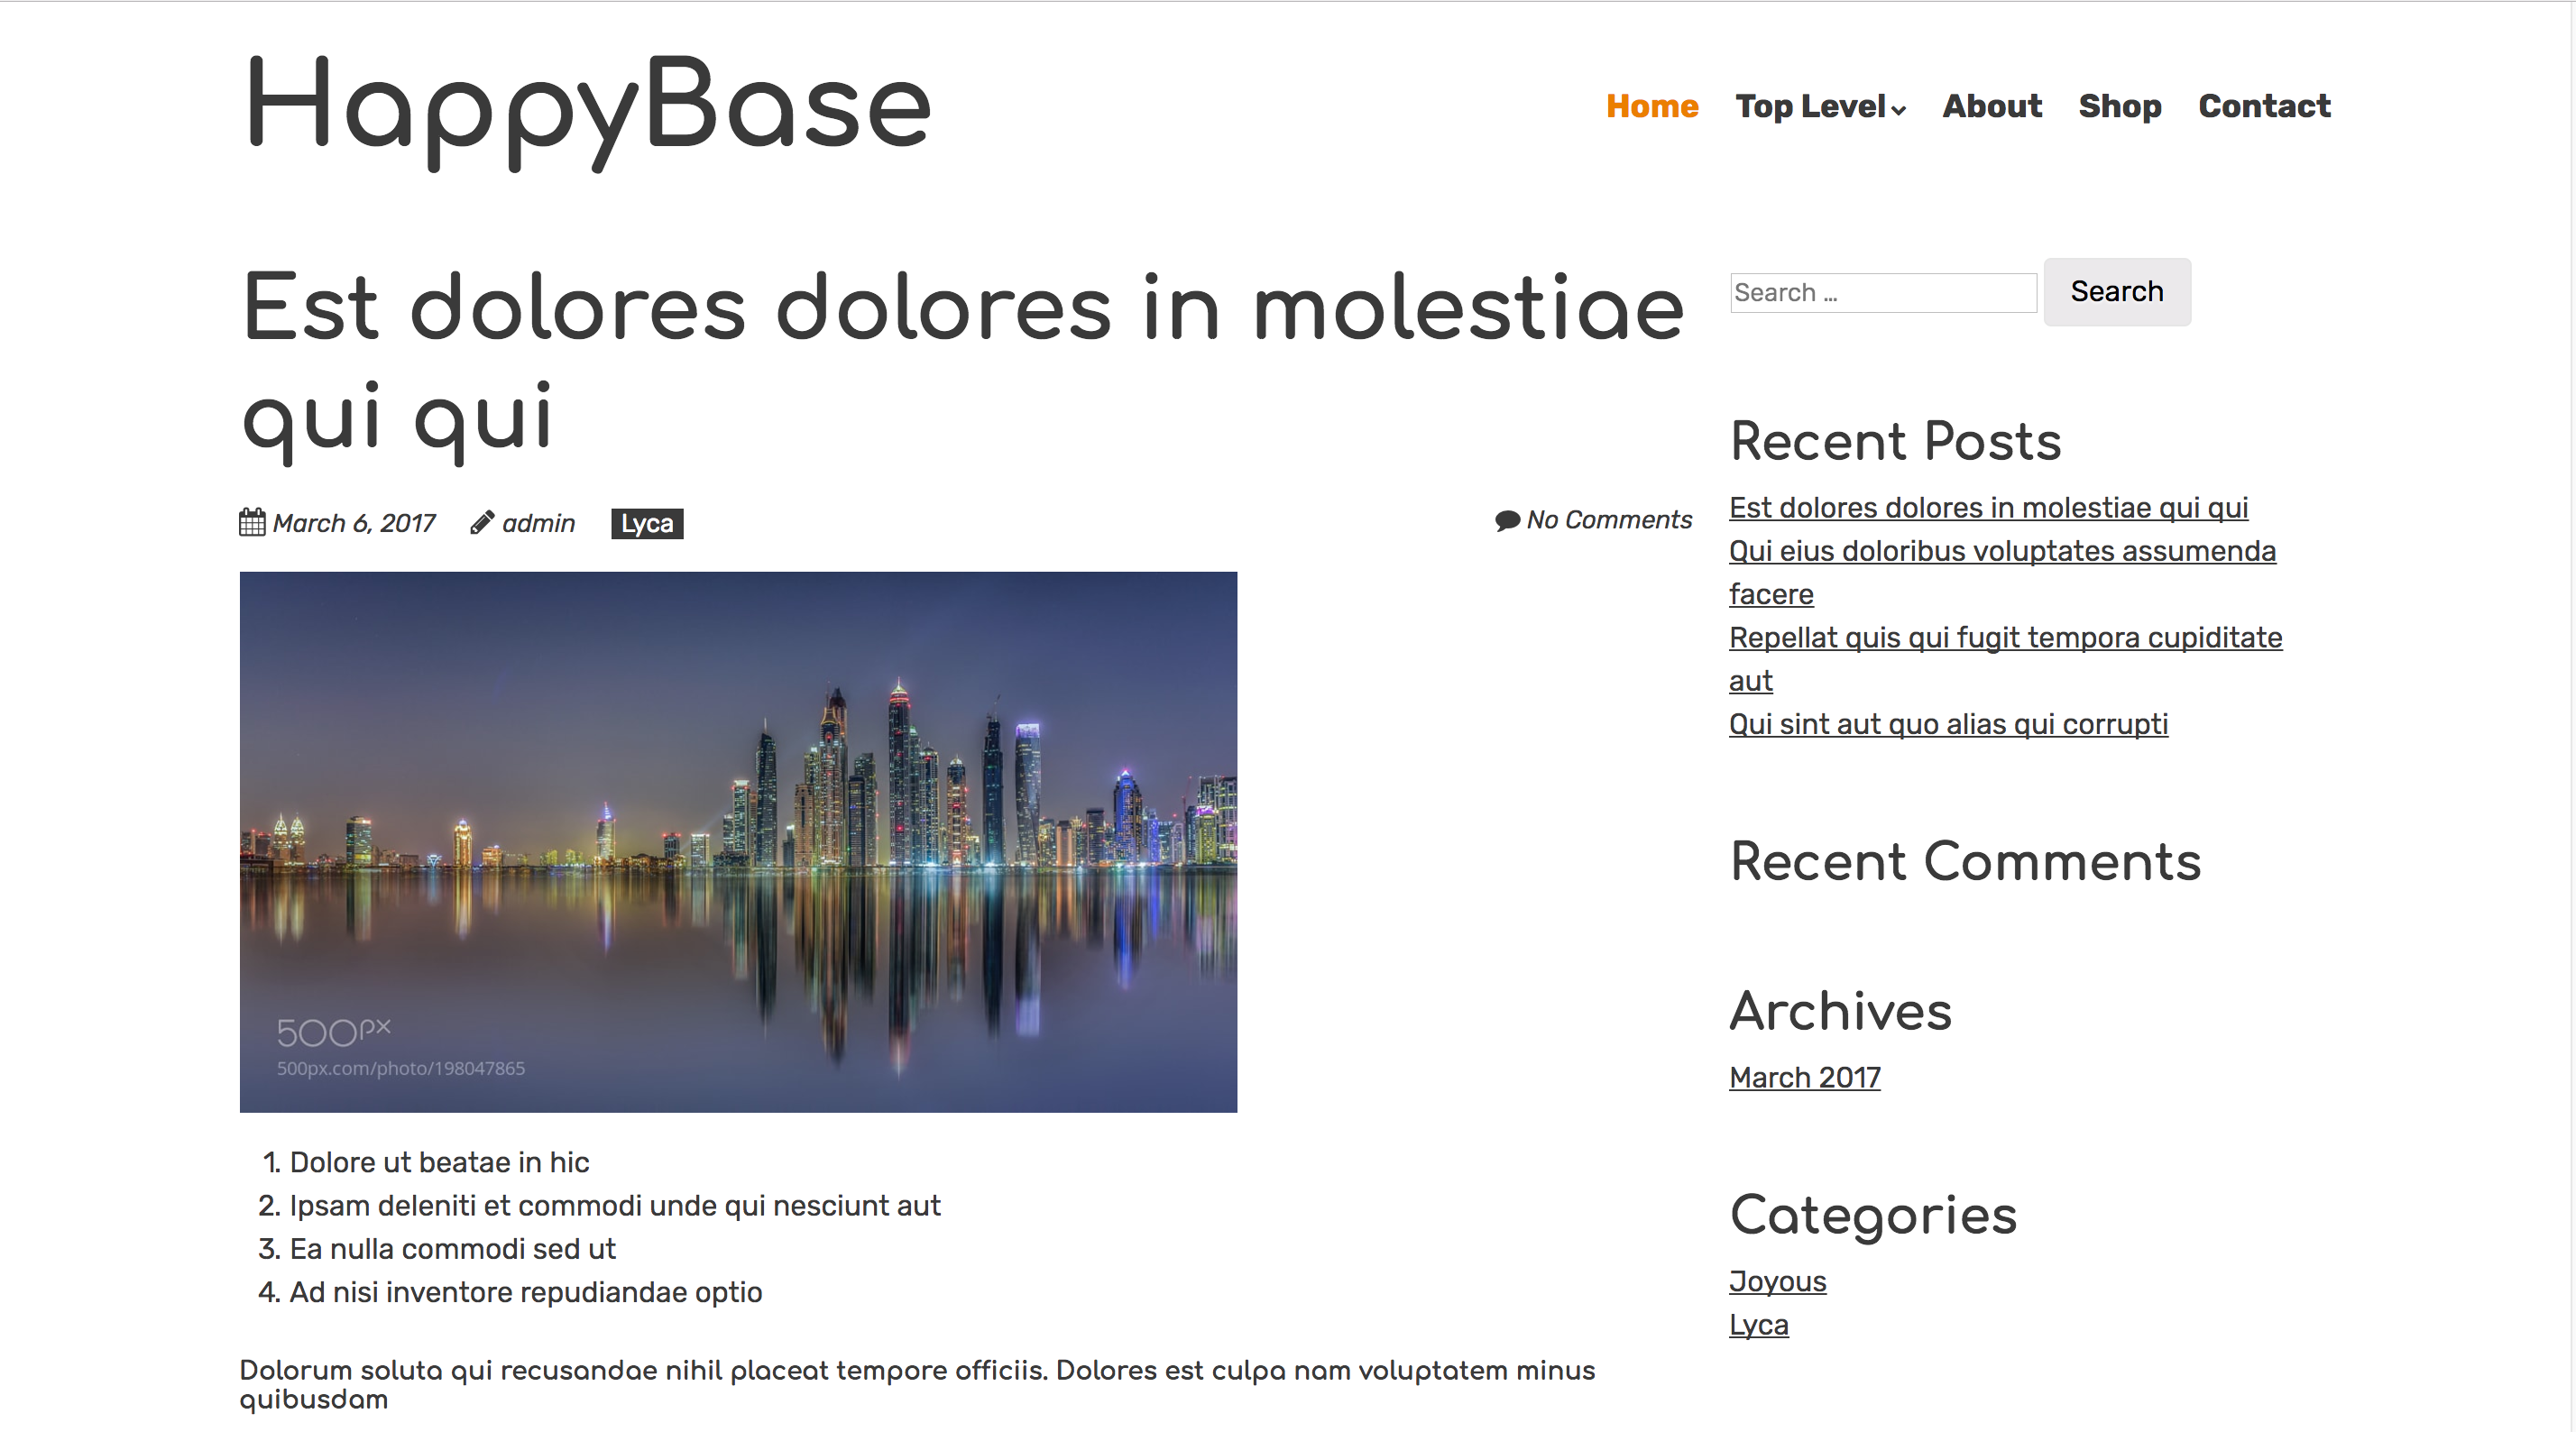 HappyBase
Home Top Level About Shop Contact
Est dolores dolores in molestiae
qui qui
March 6, 2017 admin Lyca No Comments
500px
500px.com/photo/198047865
1. Dolore ut beatae in hic
2. Ipsam deleniti et commodi unde qui nesciunt aut
3. Ea nulla commodi sed ut
4. Ad nisi inventore repudiandae optio
Dolorum soluta qui recusandae nihil placeat tempore officiis. Dolores est culpa nam voluptatem minus
quibusdam
Search ... Search
Recent Posts
Est dolores dolores in molestiae qui qui
Qui eius doloribus voluptates assumenda
facere
Repellat quis qui fugit tempora cupiditate
aut
Qui sint aut quo alias qui corrupti
Recent Comments
Archives
March 2017
Categories
Joyous
Lyca